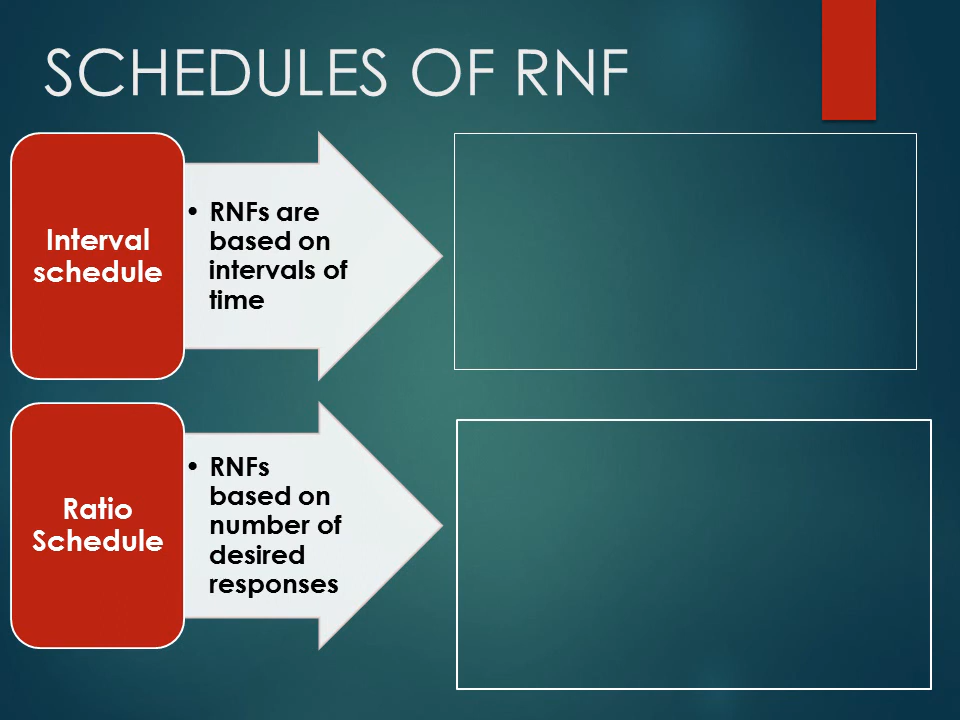 SCHEDULES OF RNF
Interval
schedule
• RNFs are
based on
intervals of
time
Ratio
Schedule
• RNFs
based on
number of
desired
responses